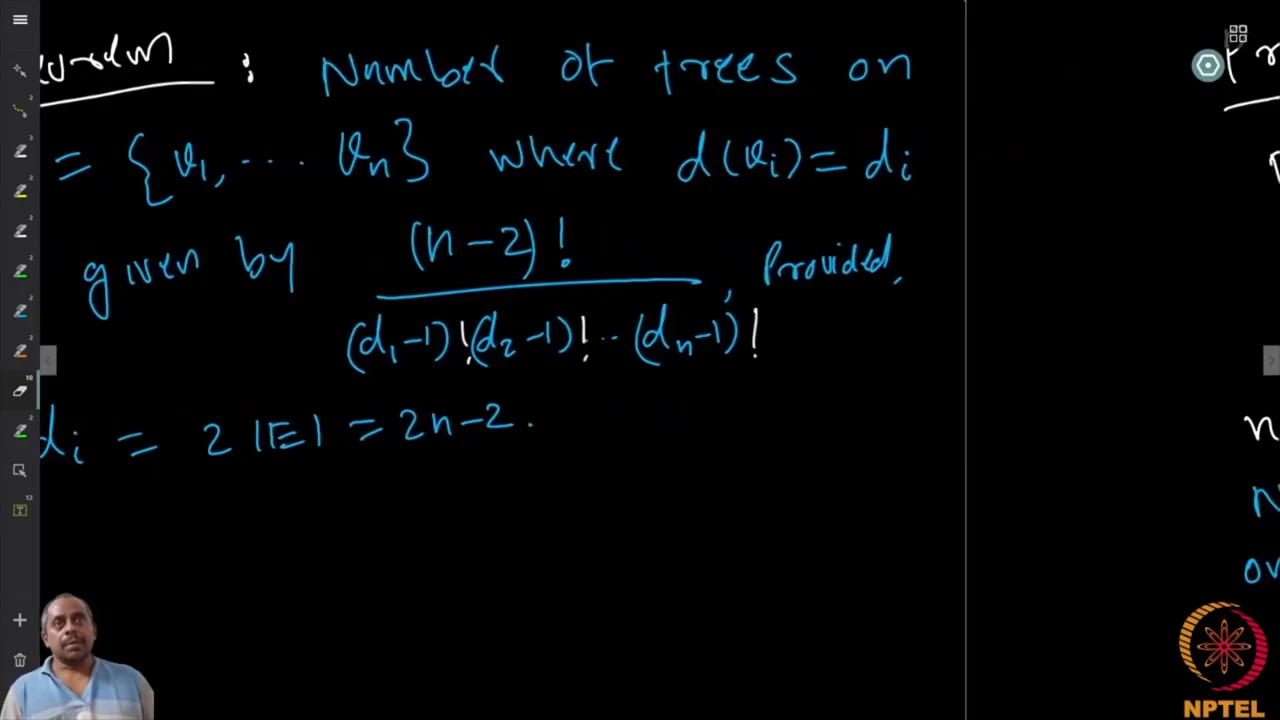 : Number of trees on
= {v₁, ... vₙ} where d(vᵢ) = dᵢ
given by (n-2)! / (d₁-1)!(d₂-1)!..(dₙ-1)! , Provided,
dᵢ = 2|E| = 2n-2.
n
N
NPTEL